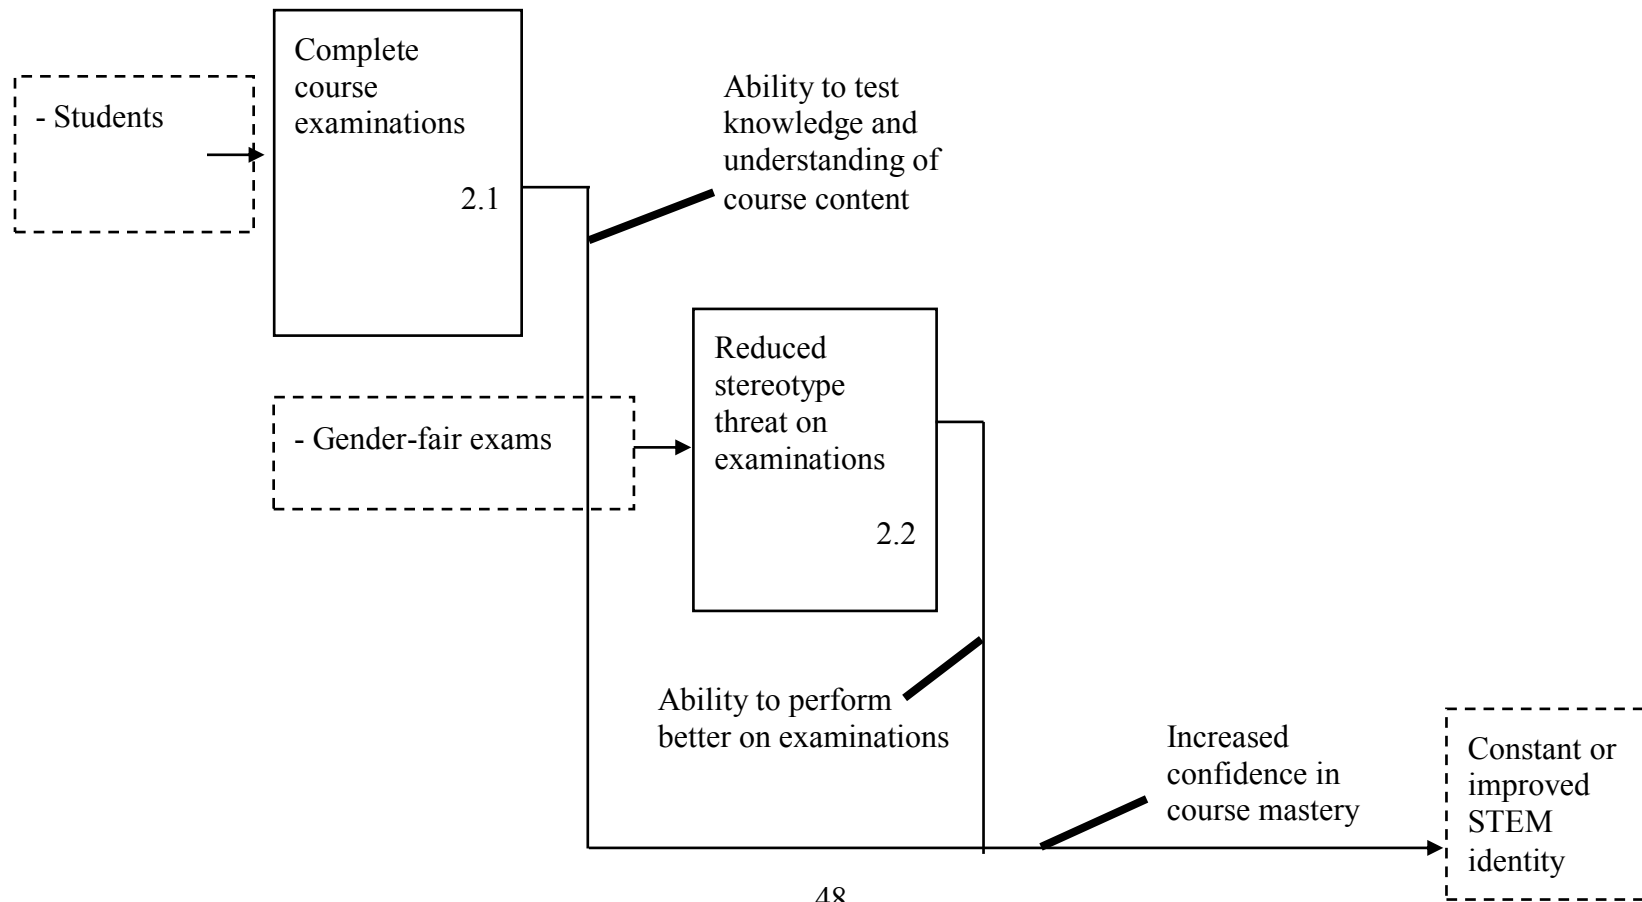 - Students
Complete
course
examinations
2.1
Ability to test
knowledge and
understanding of
course content
- Gender-fair exams
Reduced
stereotype
threat on
examinations
2.2
Ability to perform
better on examinations
Increased
confidence in
course mastery
Constant or
improved
STEM
identity
48